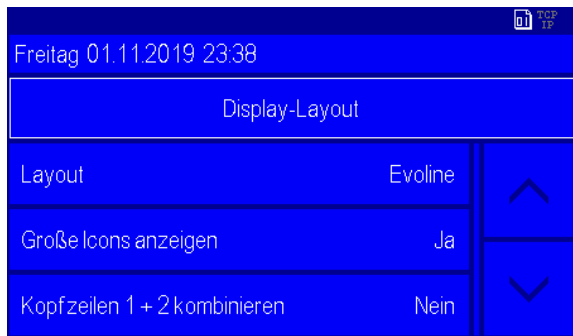 TCP
IP
Freitag 01.11.2019 23:38
Display-Layout
Layout Evoline
Große Icons anzeigen Ja
Kopfzeilen 1 + 2 kombinieren Nein